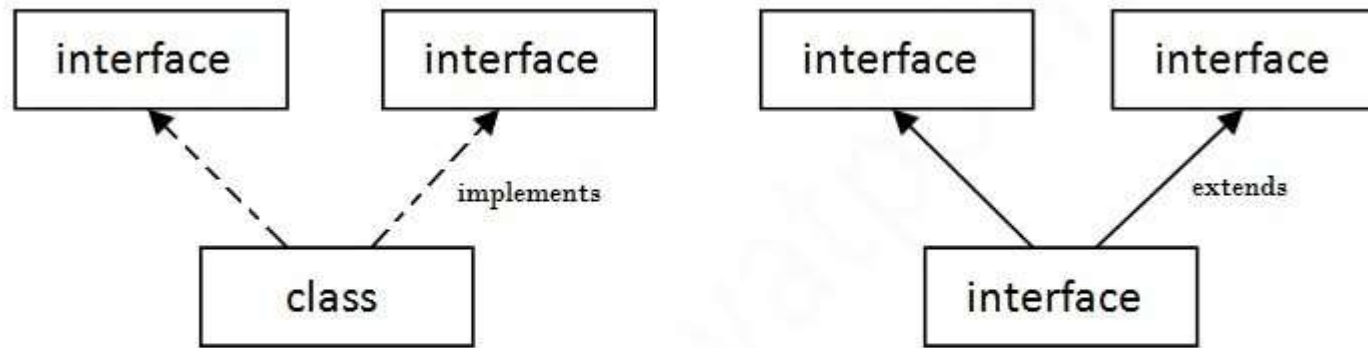 interface interface interface interface
implements extends
class interface